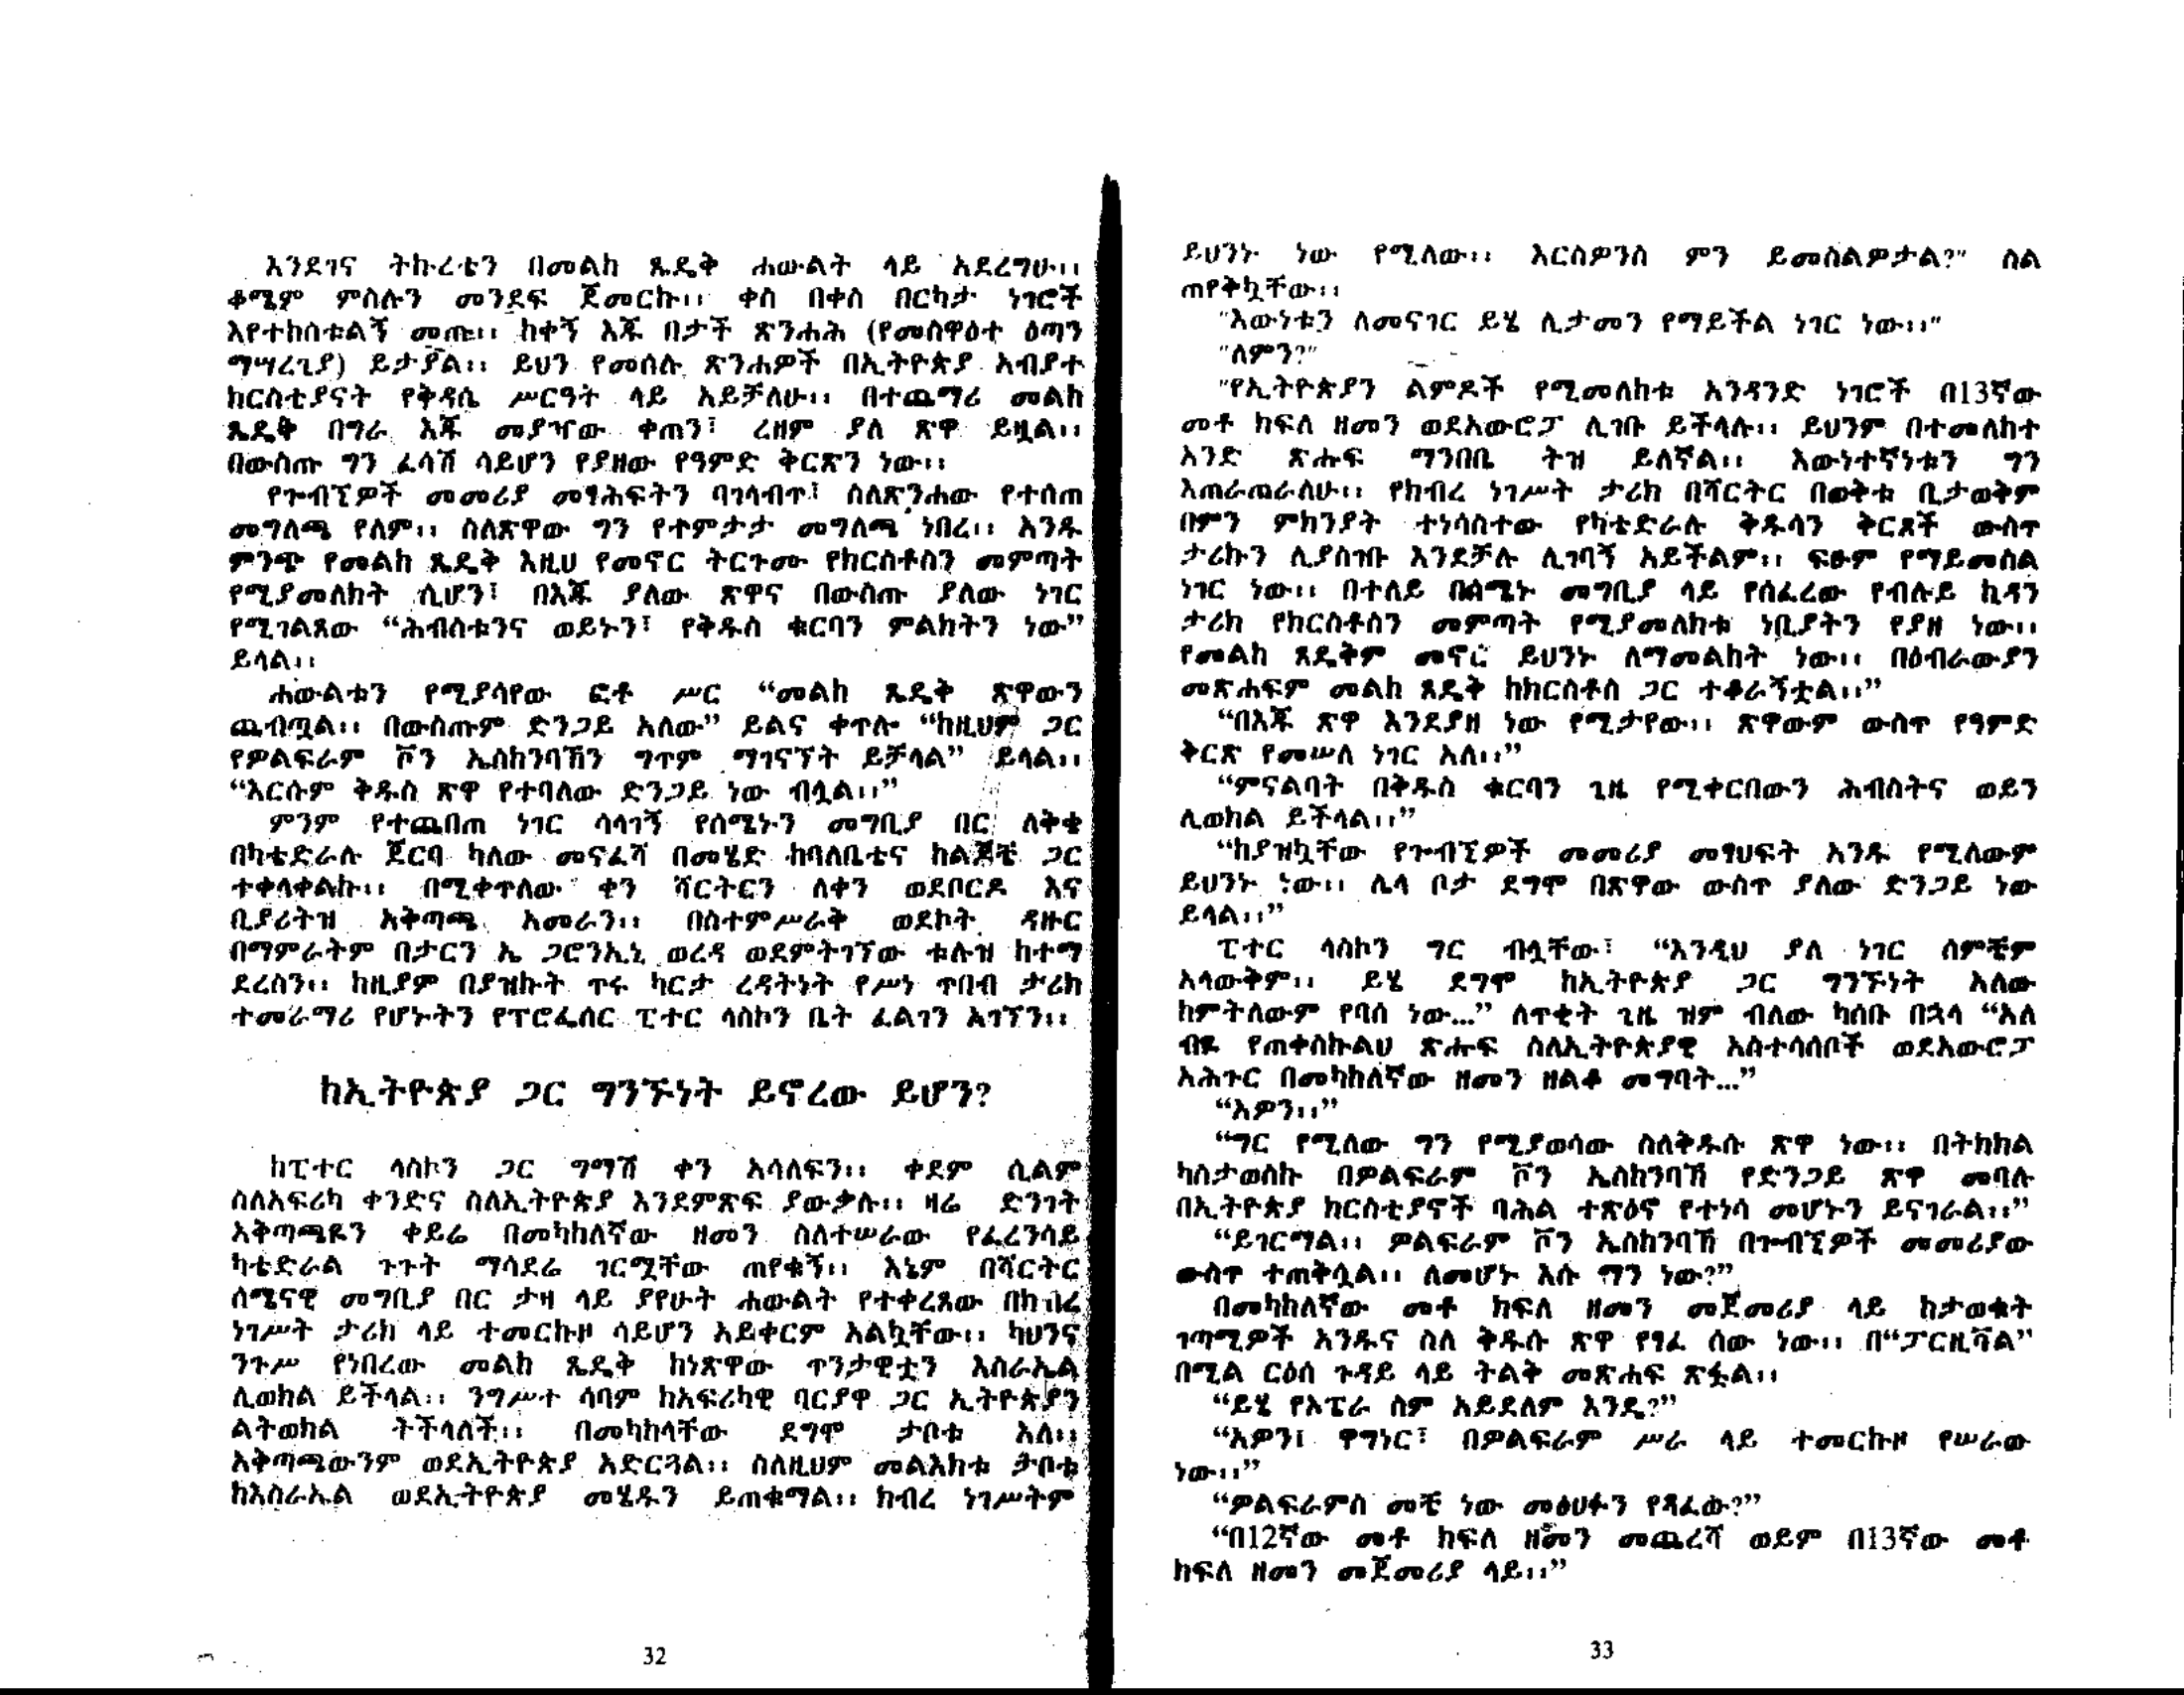 እንደገና ትኩረቴን በመልከ ጼዴቅ ሐውልት ላይ አደረግሁ።
ቆሜም ምስሉን መንደፍ ጀመርኩ። ቀስ በቀስ በርካታ ነገሮች
እየተከሰቱልኝ መጡ። ከቀኝ እጁ በታች ጽንሐሕ (የመስዋዕተ ዕጣን
ማሣረጊያ) ይታያል። ይህን የመሰሉ ጽንሐዎች በኢትዮጵያ አብያተ
ክርስቲያናት የቅዳሴ ሥርዓት ላይ አይቻለሁ። በተጨማሪ መልከ
ጼዴቅ በግራ እጁ መያዣው ቀጠን፣ ረዘም ያለ ጽዋ ይዟል።
በውስጡ ግን ፈሳሽ ሳይሆን የያዘው የዓምድ ቅርጽን ነው።
የጐብኚዎች መመሪያ መፃሕፍትን ባገላብጥ፣ ስለጽንሐው የተሰጠ
መግለጫ የለም። ስለጽዋው ግን የተምታታ መግለጫ ነበረ። አንዱ
ምንጭ የመልከ ጼዴቅ እዚህ የመኖር ትርጉሙ የክርስቶስን መምጣት
የሚያመለክት ሲሆን፣ በእጁ ያለው ጽዋና በውስጡ ያለው ነገር
የሚገልጸው “ሕብስቱንና ወይኑን፣ የቅዱስ ቁርባን ምልክትን ነው”
ይላል።
ሐውልቱን የሚያሳየው ፎቶ ሥር “መልከ ጼዴቅ ጽዋውን
ጨብጧል። በውስጡም ድንጋይ አለው” ይልና ቀጥሎ “ከዚህም ጋር
የዎልፍራም ቮን ኤስከንባኽን ግጥም ማገናኘት ይቻላል” ይላል።
“እርሱም ቅዱስ ጽዋ የተባለው ድንጋይ ነው ብሏል።”
ምንም የተጨበጠ ነገር ሳላገኝ የሰሜኑን መግቢያ በር ለቅቄ
በካቴድራሉ ጀርባ ካለው መናፈሻ በመሄድ ከባለቤቴና ከልጆቼ ጋር
ተቀላቀልኩ። በሚቀጥለው ቀን ሻርትርን ለቀን ወደቦርዶ እና
ቢያሪትዝ አቅጣጫ አመራን። በስተምሥራቅ ወደኮት ዳዙር
በማምራትም በታርን ኤ ጋሮንኢኒ ወረዳ ወደምትገኘው ቱሉዝ ከተማ
ደረስን። ከዚያም በያዝኩት ጥሩ ካርታ ረዳትነት የሥነ ጥበብ ታሪክ
ተመራማሪ የሆኑትን የፕሮፌሰር ፒተር ላስኮን ቤት ፈልገን አገኘን።
ከኢትዮጵያ ጋር ግንኙነት ይኖረው ይሆን?
ከፒተር ላስኮን ጋር ግማሽ ቀን አሳለፍን። ቀደም ሲልም
ስለአፍሪካ ቀንድና ስለኢትዮጵያ እንደምጽፍ ያውቃሉ። ዛሬ ድንገት
አቅጣጫዬን ቀይሬ በመካከለኛው ዘመን ስለተሠራው የፈረንሳይ
ካቴድራል ጉጉት ማሳደሬ ገርሟቸው ጠየቁኝ። እኔም በሻርትር
ሰሜናዊ መግቢያ በር ታዛ ላይ ያየሁት ሐውልት የተቀረጸው በክብረ
ነገሥት ታሪክ ላይ ተመርኩዞ ሳይሆን አይቀርም አልኳቸው። ካህንና
ንጉሥ የነበረው መልከ ጼዴቅ ከነጽዋው ጥንታዊቷን እስራኤል
ሊወክል ይችላል። ንግሥተ ሳባም ከአፍሪካዊ ባርያዋ ጋር ኢትዮጵያን
ልትወክል ትችላለች። በመካከላቸው ደግሞ ታቦቱ አለ።
አቅጣጫውንም ወደኢትዮጵያ አድርጓል። ስለዚህም መልእክቱ ታቦቱ
ከእስራኤል ወደኢትዮጵያ መሄዱን ይጠቁማል። ክብረ ነገሥትም
32
ይህንኑ ነው የሚለው። እርስዎንስ ምን ይመስልዎታል?” ስል
ጠየቅኳቸው።
“እውነቱን ለመናገር ይሄ ሊታመን የማይችል ነገር ነው።”
“ለምን?”
“የኢትዮጵያን ልምዶች የሚመለከቱ አንዳንድ ነገሮች በ13ኛው
መቶ ክፍለ ዘመን ወደአውሮፓ ሊገቡ ይችላሉ። ይህንም በተመለከተ
አንድ ጽሑፍ ማንበቤ ትዝ ይለኛል። እውነተኛነቱን ግን
እጠራጠራለሁ። የክብረ ነገሥት ታሪክ በሻርትር በወቅቱ ቢታወቅም
በምን ምክንያት ተነሳስተው የካቴድራሉ ቅዱሳን ቅርጾች ውስጥ
ታሪኩን ሊያስገቡ እንደቻሉ ሊገባኝ አይችልም። ፍፁም የማይመስል
ነገር ነው። በተለይ በሰሜኑ መግቢያ ላይ የሰፈረው የብሉይ ኪዳን
ታሪክ የክርስቶስን መምጣት የሚያመለክቱ ነቢያትን የያዘ ነው።
የመልከ ጸዴቅም መኖር ይህንኑ ለማመልከት ነው። በዕብራውያን
መጽሐፍም መልከ ጸዴቅ ከክርስቶስ ጋር ተቆራኝቷል።”
“በእጁ ጽዋ እንደያዘ ነው የሚታየው። ጽዋውም ውስጥ የዓምድ
ቅርጽ የመሠለ ነገር አለ።”
“ምናልባት በቅዱስ ቁርባን ጊዜ የሚቀርበውን ሕብስትና ወይን
ሊወክል ይችላል።”
“ከያዝኳቸው የጐብኚዎች መመሪያ መፃህፍት አንዱ የሚለውም
ይህንኑ ነው። ሌላ ቦታ ደግሞ በጽዋው ውስጥ ያለው ድንጋይ ነው
ይላል።”
ፒተር ላስኮን ግር ብሏቸው፣ “እንዲህ ያለ ነገር ሰምቼም
አላውቅም። ይሄ ደግሞ ከኢትዮጵያ ጋር ግንኙነት አለው
ከምትለውም የባሰ ነው...” ለጥቂት ጊዜ ዝም ብለው ካሰቡ በኋላ “አለ
ብዬ የጠቀስኩልህ ጽሑፍ ስለኢትዮጵያዊ አስተሳሰቦች ወደአውሮፓ
አሕጉር በመካከለኛው ዘመን ዘልቆ መግባት...”
“እዎን።”
“ግር የሚለው ግን የሚያወሳው ስለቅዱሱ ጽዋ ነው። በትክክል
ካስታወስኩ በዎልፍራም ቮን ኤስከንባኽ የድንጋይ ጽዋ መባሉ
በኢትዮጵያ ክርስቲያኖች ባሕል ተጽዕኖ የተነሳ መሆኑን ይናገራል።”
“ይገርማል። ዎልፍራም ቮን ኤስከንባኽ በጐብኚዎች መመሪያው
ውስጥ ተጠቅሷል። ለመሆኑ እሱ ማን ነው?”
በመካከለኛው መቶ ክፍለ ዘመን መጀመሪያ ላይ ከታወቁት
ገጣሚዎች አንዱና ስለ ቅዱሱ ጽዋ የፃፈ ሰው ነው። በ“ፓርዚቫል”
በሚል ርዕሰ ጉዳይ ላይ ትልቅ መጽሐፍ ጽፏል።
“ይሄ የኦፔራ ስም አይደለም እንዴ?”
“አዎን፤ ዋግነር፣ በዎልፍራም ሥራ ላይ ተመርኩዞ የሠራው
ነው።”
“ዎልፍራምስ መቼ ነው መፅሀፉን የጻፈው?”
“በ12ኛው መቶ ክፍለ ዘመን መጨረሻ ወይም በ13ኛው መቶ
ክፍለ ዘመን መጀመሪያ ላይ።”
33